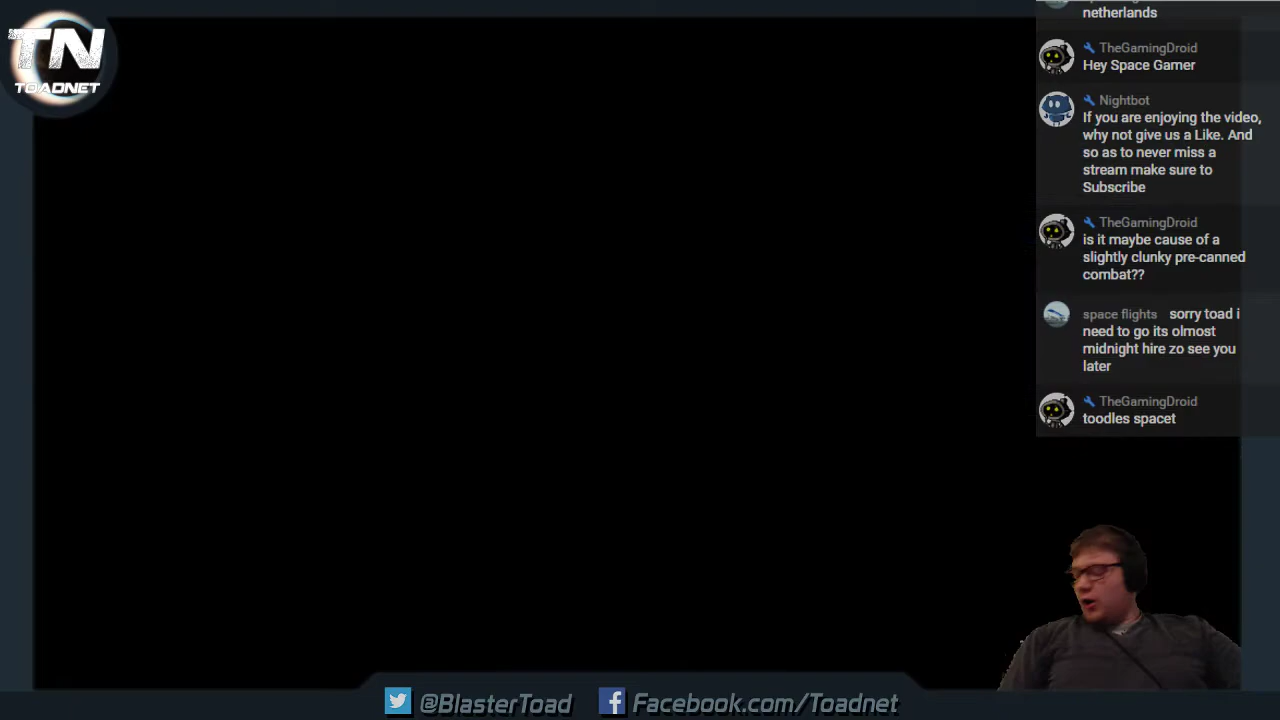 TN
TOADNET
netherlands
TheGamingDroid
Hey Space Gamer
Nightbot
If you are enjoying the video,
why not give us a Like. And
so as to never miss a
stream make sure to
Subscribe
TheGamingDroid
is it maybe cause of a
slightly clunky pre-canned
combat??
space flights sorry toad i
need to go its olmost
midnight hire zo see you
later
TheGamingDroid
toodles spacet
@BlasterToad Facebook.com/Toadnet